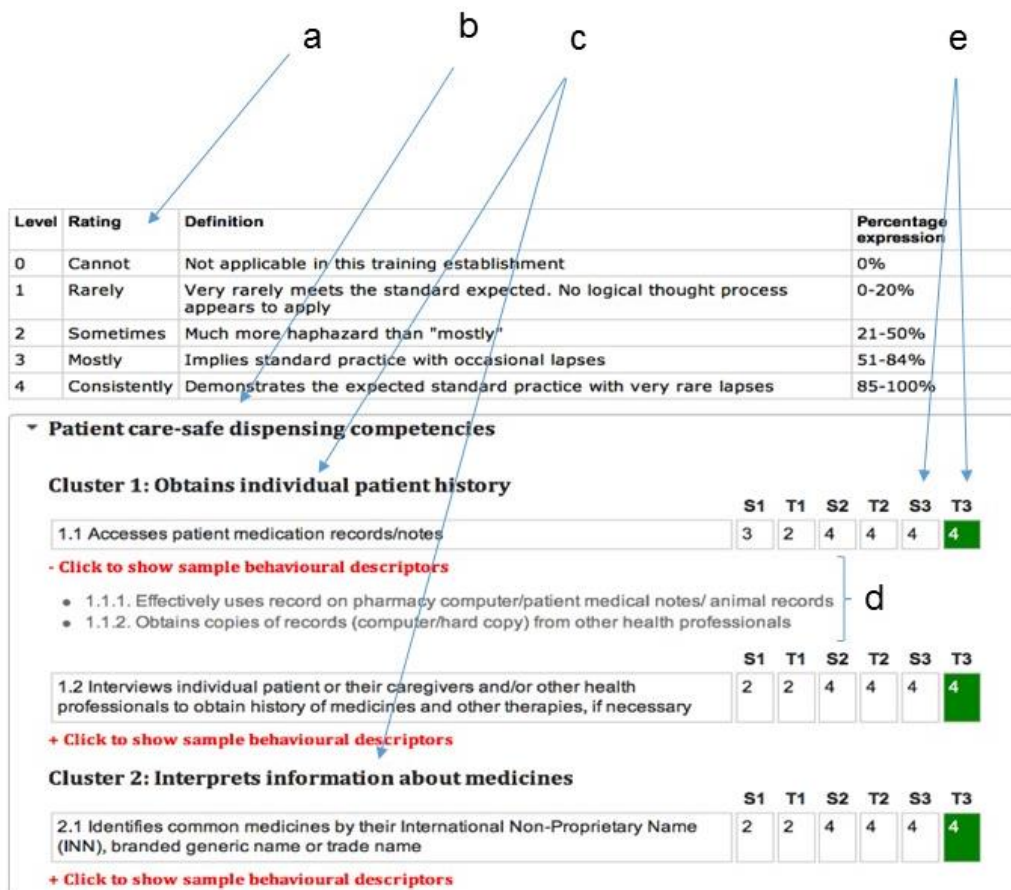 a b c e
Level Rating Definition Percentage
expression
0 Cannot Not applicable in this training establishment 0%
1 Rarely Very rarely meets the standard expected. No logical thought process 0-20%
appears to apply
2 Sometimes Much more haphazard than "mostly" 21-50%
3 Mostly Implies standard practice with occasional lapses 51-84%
4 Consistently Demonstrates the expected standard practice with very rare lapses 85-100%
Patient care-safe dispensing competencies
Cluster 1: Obtains individual patient history
S1 T1 S2 T2 S3 T3
1.1 Accesses patient medication records/notes 3 2 4 4 4 4
- Click to show sample behavioural descriptors
• 1.1.1. Effectively uses record on pharmacy computer/patient medical notes/ animal records
d
• 1.1.2. Obtains copies of records (computer/hard copy) from other health professionals
S1 T1 S2 T2 S3 T3
1.2 Interviews individual patient or their caregivers and/or other health 2 2 4 4 4 4
professionals to obtain history of medicines and other therapies, if necessary
+ Click to show sample behavioural descriptors
Cluster 2: Interprets information about medicines
S1 T1 S2 T2 S3 T3
2.1 Identifies common medicines by their International Non-Proprietary Name 2 2 4 4 4 4
(INN), branded generic name or trade name
+ Click to show sample behavioural descriptors